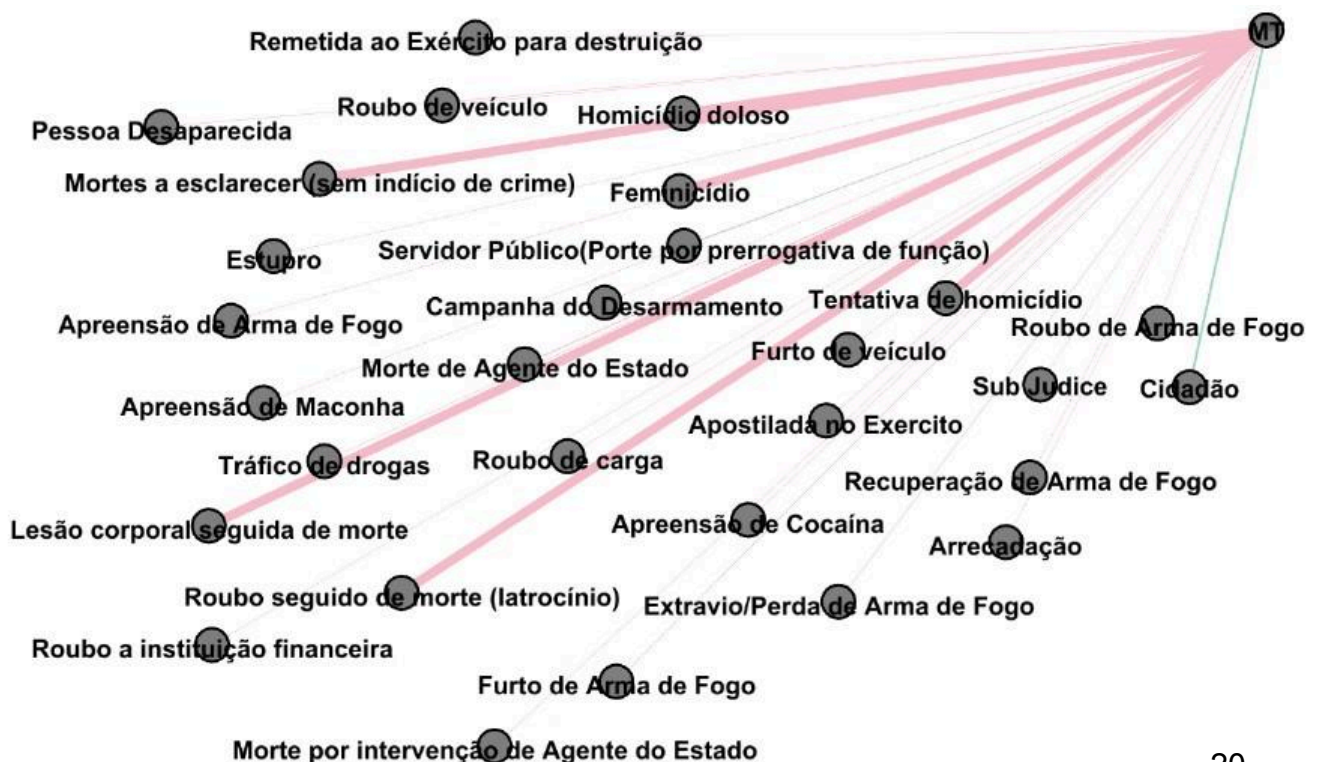 MT
Remetida ao Exército para destruição
Roubo de veículo
Homicídio doloso
Pessoa Desaparecida
Mortes a esclarecer (sem indício de crime)
Feminicídio
Estupro
Servidor Público(Porte por prerrogativa de função)
Campanha do Desarmamento
Tentativa de homicídio
Apreensão de Arma de Fogo
Roubo de Arma de Fogo
Furto de veículo
Morte de Agente do Estado
Sub Judice
Cidadão
Apreensão de Maconha
Apostilada no Exercito
Tráfico de drogas
Roubo de carga
Recuperação de Arma de Fogo
Lesão corporal seguida de morte
Apreensão de Cocaína
Arrecadação
Roubo seguido de morte (latrocínio)
Extravio/Perda de Arma de Fogo
Roubo a instituição financeira
Furto de Arma de Fogo
Morte por intervenção de Agente do Estado